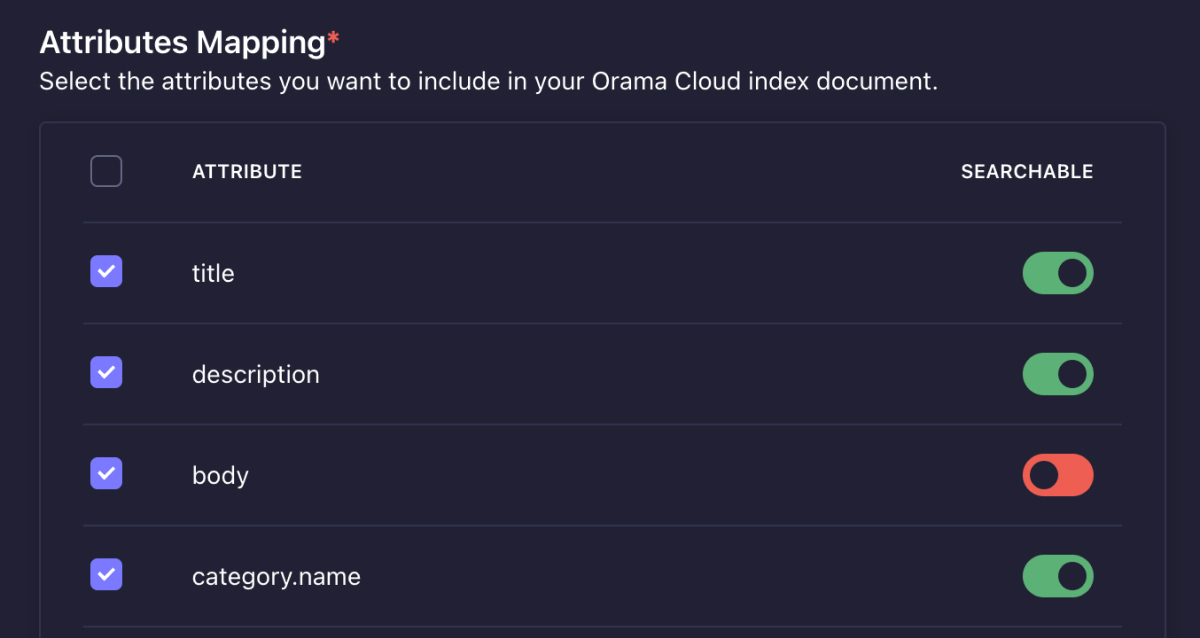 Attributes Mapping*
Select the attributes you want to include in your Orama Cloud index document.
ATTRIBUTE SEARCHABLE
title
description
body
category.name